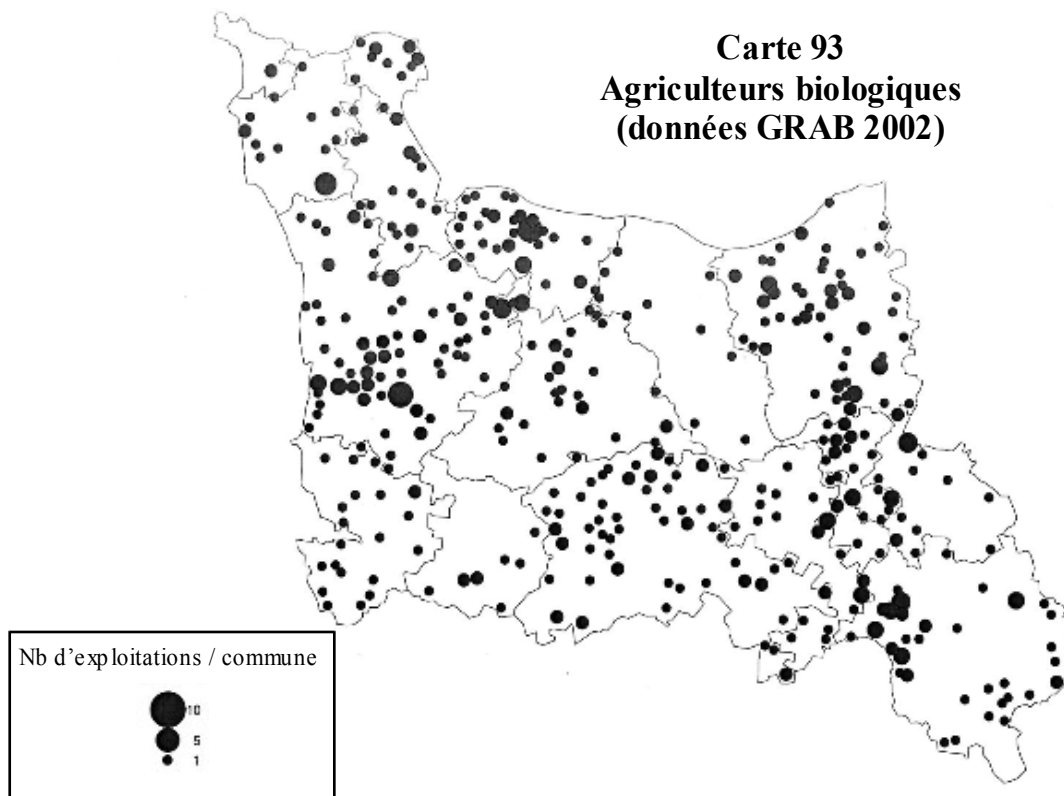 Carte 93
Agriculteurs biologiques
(données GRAB 2002)
Nb d'exploitations / commune
10
5
1